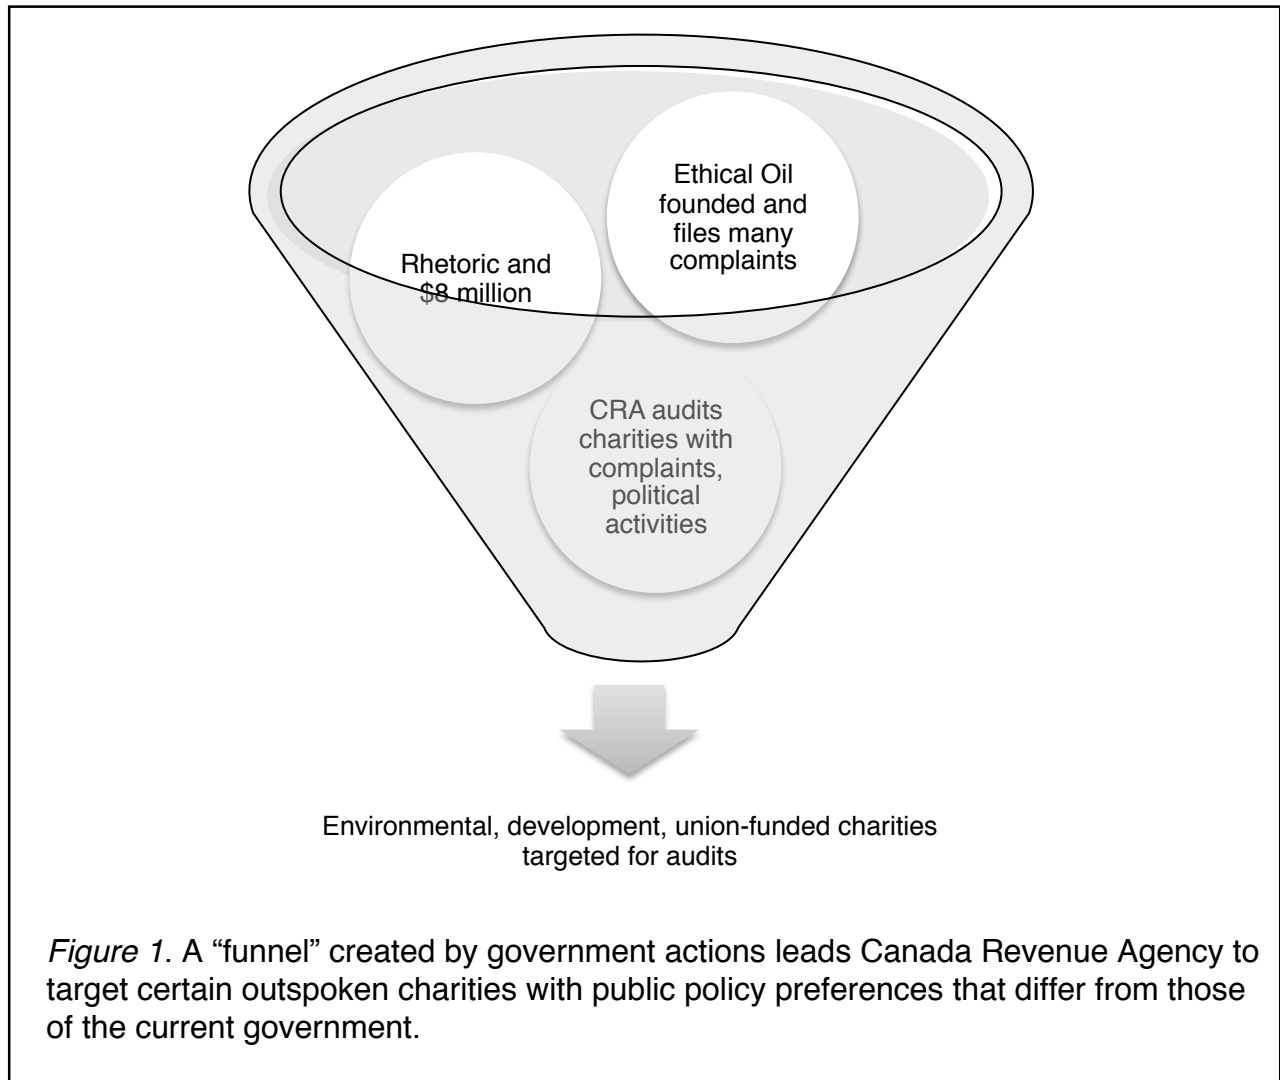 Ethical Oil
founded and
files many
complaints
Rhetoric and
$8 million
CRA audits
charities with
complaints,
political
activities
Environmental, development, union-funded charities
targeted for audits
Figure 1. A “funnel” created by government actions leads Canada Revenue Agency to
target certain outspoken charities with public policy preferences that differ from those
of the current government.